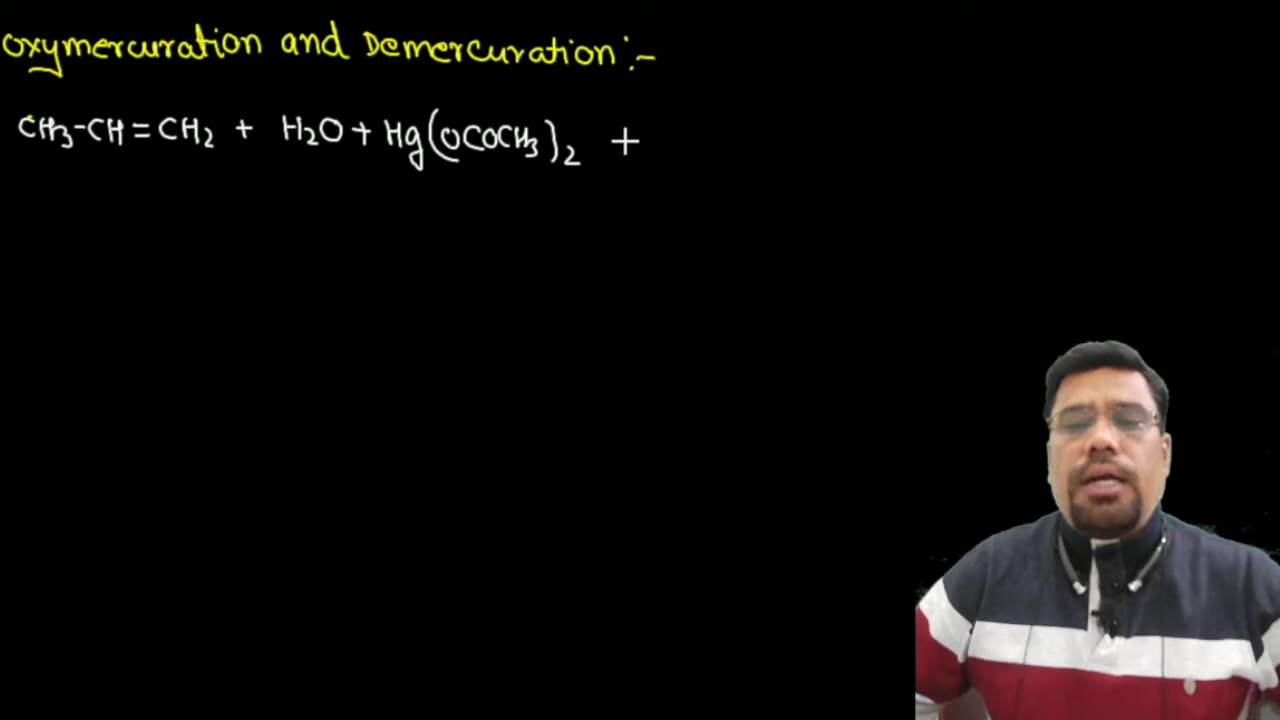 oxymercuration and Demercuration :-
CH3-CH=CH2 + H2O + Hg(OCOCH3)2 +